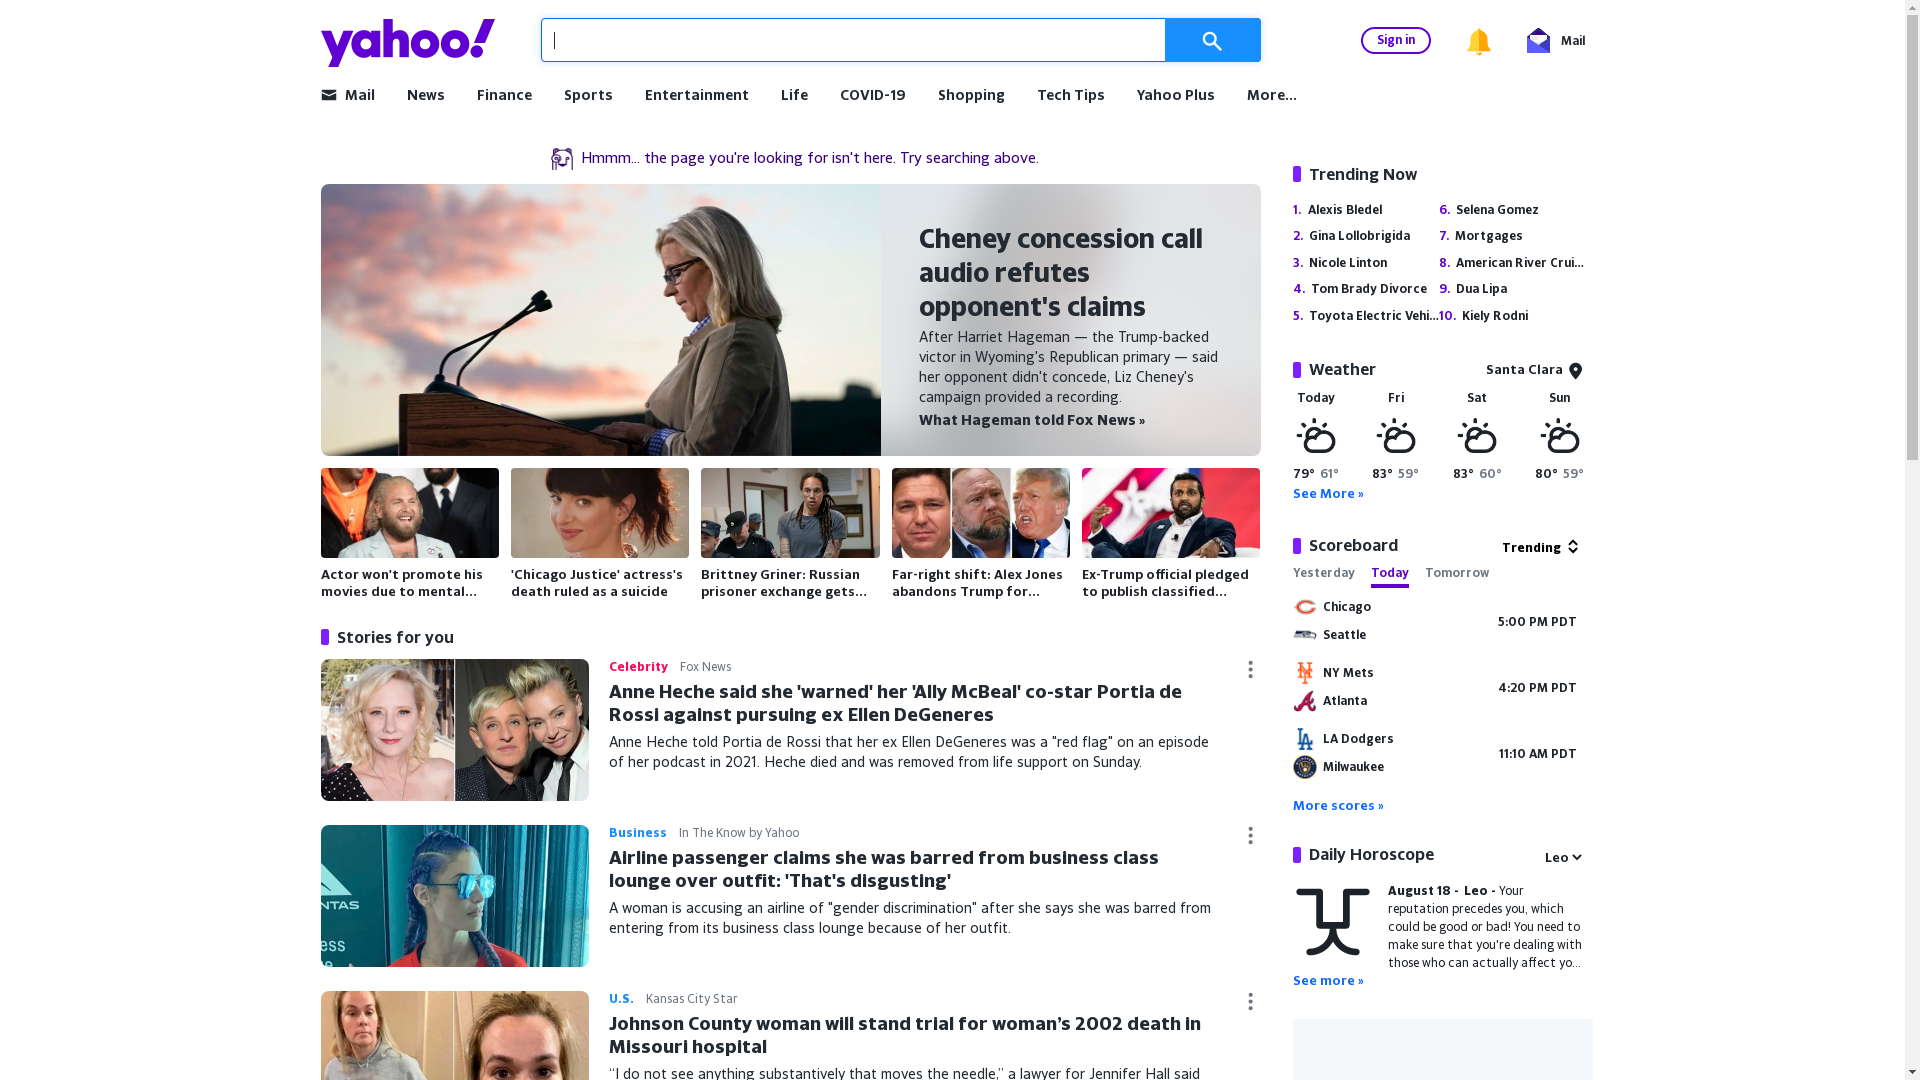 yahoo!
Sign in
Mail
Mail
News
Finance
Sports
Entertainment
Life
COVID-19
Shopping
Tech Tips
Yahoo Plus
More...
Hmmm... the page you're looking for isn't here. Try searching above.
Cheney concession call
audio refutes
opponent's claims
After Harriet Hageman — the Trump-backed
victor in Wyoming's Republican primary — said
her opponent didn't concede, Liz Cheney's
campaign provided a recording.
What Hageman told Fox News »
Actor won't promote his
movies due to mental...
'Chicago Justice' actress's
death ruled as a suicide
Brittney Griner: Russian
prisoner exchange gets...
Far-right shift: Alex Jones
abandons Trump for...
Ex-Trump official pledged
to publish classified...
Stories for you
Celebrity Fox News
Anne Heche said she 'warned' her 'Ally McBeal' co-star Portia de
Rossi against pursuing ex Ellen DeGeneres
Anne Heche told Portia de Rossi that her ex Ellen DeGeneres was a "red flag" on an episode
of her podcast in 2021. Heche died and was removed from life support on Sunday.
NTAS
ess
Business In The Know by Yahoo
Airline passenger claims she was barred from business class
lounge over outfit: 'That's disgusting'
A woman is accusing an airline of "gender discrimination" after she says she was barred from
entering from its business class lounge because of her outfit.
U.S. Kansas City Star
Johnson County woman will stand trial for woman’s 2002 death in
Missouri hospital
“I do not see anything substantively that moves the needle,” a lawyer for Jennifer Hall said
Trending Now
1. Alexis Bledel
2. Gina Lollobrigida
3. Nicole Linton
4. Tom Brady Divorce
5. Toyota Electric Vehi...
6. Selena Gomez
7. Mortgages
8. American River Crui...
9. Dua Lipa
10. Kiely Rodni
Weather
Santa Clara
Today Fri Sat Sun
79° 61° 83° 59° 83° 60° 80° 59°
See More »
Scoreboard
Trending
Yesterday Today Tomorrow
Chicago
Seattle
5:00 PM PDT
NY Mets
Atlanta
4:20 PM PDT
LA Dodgers
Milwaukee
11:10 AM PDT
More scores »
Daily Horoscope
Leo
August 18 - Leo - Your
reputation precedes you, which
could be good or bad! You need to
make sure that you're dealing with
those who can actually affect yo...
See more »